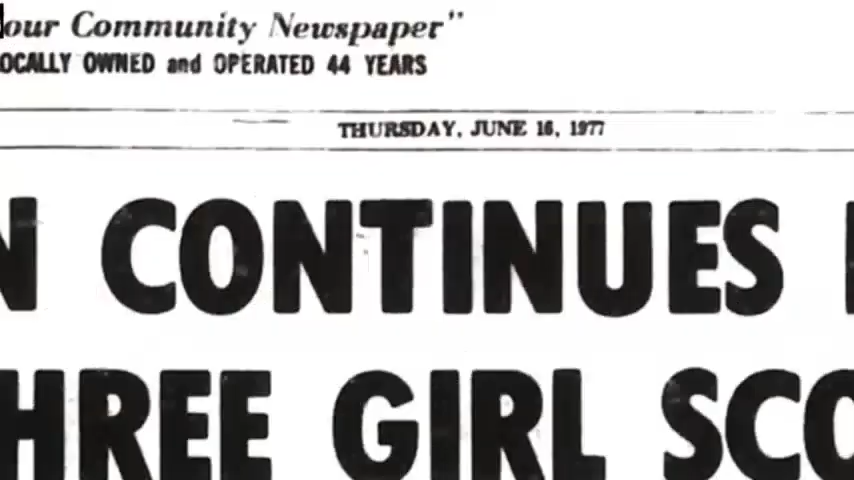 our Community Newspaper"
OCALLY OWNED and OPERATED 44 YEARS
THURSDAY, JUNE 16, 1977
N CONTINUES
HREE GIRL SCO